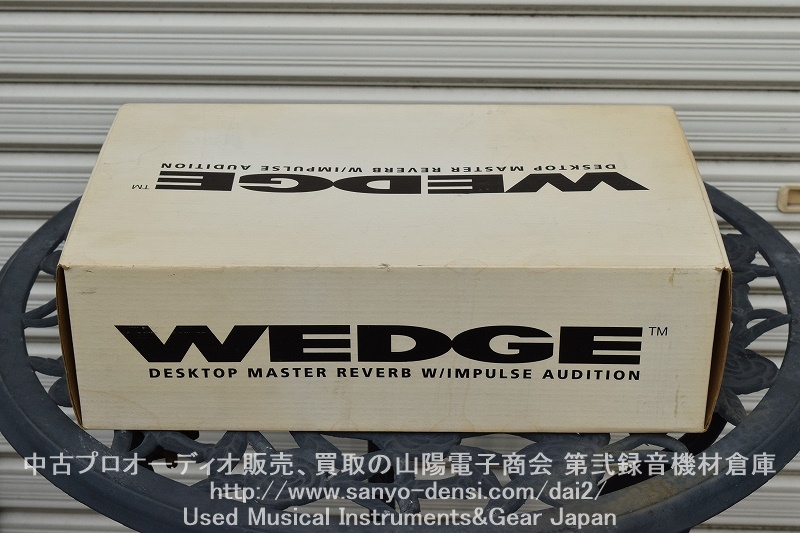 DESKTOP MASTER REVERB W/IMPULSE AUDITION
WEDGE™
WEDGE™
DESKTOP MASTER REVERB W/IMPULSE AUDITION
中古プロオーディオ販売、買取の山陽電子商会 第弐録音機材倉庫
http://www.sanyo-densi.com/dai2/
Used Musical Instruments&Gear Japan